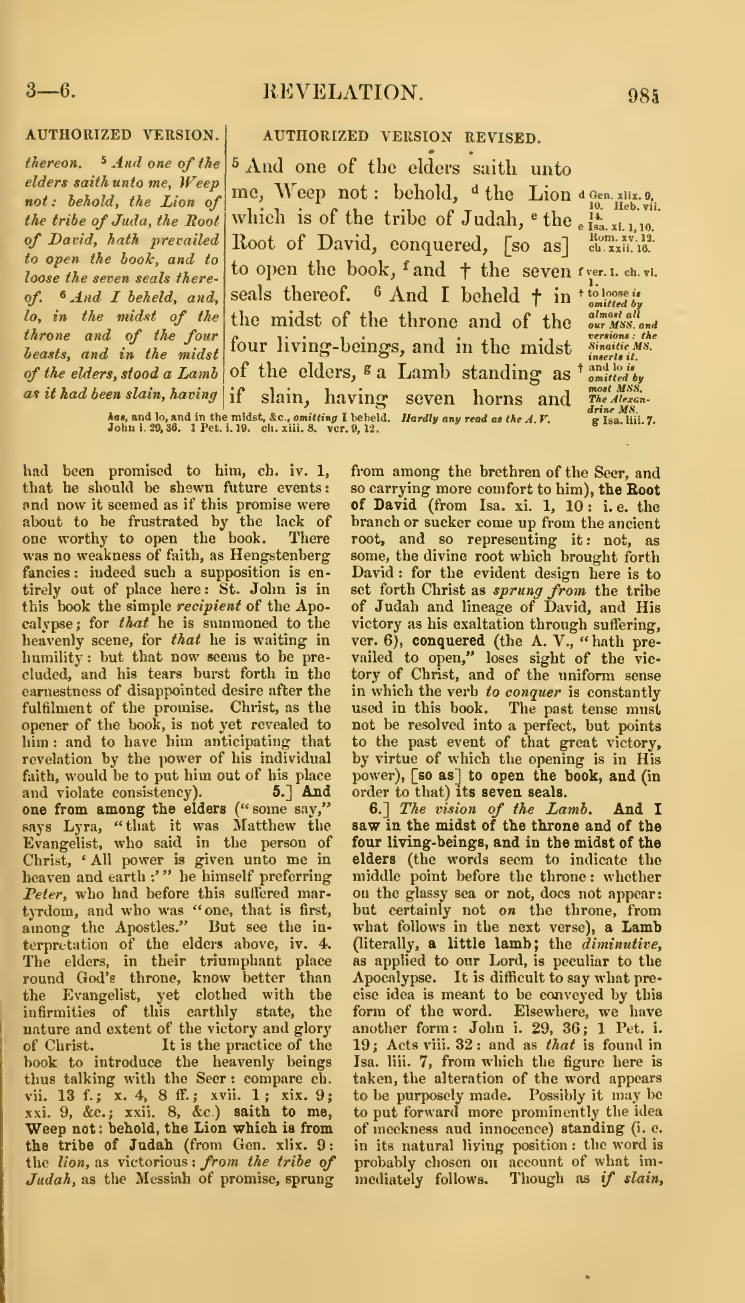 3—6. REVELATION. 985
AUTHORIZED VERSION.
thereon. 5 And one of the
elders saith unto me, Weep
not: behold, the Lion of
the tribe of Juda, the Root
of David, hath prevailed
to open the book, and to
loose the seven seals there-
of. 6 And I beheld, and,
lo, in the midst of the
throne and of the four
beasts, and in the midst
of the elders, stood a Lamb
as it had been slain, having
AUTHORIZED VERSION REVISED.
5 And one of the elders saith unto
me, Weep not: behold, d the Lion
which is of the tribe of Judah, e the
Root of David, conquered, [so as]
to open the book, f and † the seven
seals thereof. 6 And I beheld † in
the midst of the throne and of the
four living-beings, and in the midst
of the elders, g a Lamb standing as
if slain, having seven horns and
d Gen. xlix. 9,
10. Heb. vii.
14.
e Isa. xi. 1, 10.
Rom. xv. 12.
ch. xxii. 16.
f ver. 1. ch. vi.
1.
† to loose is
omitted by
almost all
our MSS. and
versions: the
Sinaitic MS.
inserts it.
† and lo is
omitted by
most MSS.
The Alexan-
drine MS.
g Isa. liii. 7.
has, and lo, and in the midst, &c., omitting I beheld. Hardly any read as the A. V.
John i. 29, 36. 1 Pet. i. 19. ch. xiii. 8. ver. 9, 12.
had been promised to him, ch. iv. 1,
that he should be shewn future events:
and now it seemed as if this promise were
about to be frustrated by the lack of
one worthy to open the book. There
was no weakness of faith, as Hengstenberg
fancies: indeed such a supposition is en-
tirely out of place here: St. John is in
this book the simple recipient of the Apo-
calypse; for that he is summoned to the
heavenly scene, for that he is waiting in
humility: but that now seems to be pre-
cluded, and his tears burst forth in the
earnestness of disappointed desire after the
fulfilment of the promise. Christ, as the
opener of the book, is not yet revealed to
him: and to have him anticipating that
revelation by the power of his individual
faith, would be to put him out of his place
and violate consistency). 5.] And
one from among the elders ("some say,"
says Lyra, "that it was Matthew the
Evangelist, who said in the person of
Christ, 'All power is given unto me in
heaven and earth:'" he himself preferring
Peter, who had before this suffered mar-
tyrdom, and who was "one, that is first,
among the Apostles." But see the in-
terpretation of the elders above, iv. 4.
The elders, in their triumphant place
round God's throne, know better than
the Evangelist, yet clothed with the
infirmities of this earthly state, the
nature and extent of the victory and glory
of Christ. It is the practice of the
book to introduce the heavenly beings
thus talking with the Seer: compare ch.
vii. 13 f.; x. 4, 8 ff.; xvii. 1; xix. 9;
xxi. 9, &c.; xxii. 8, &c.) saith to me,
Weep not: behold, the Lion which is from
the tribe of Judah (from Gen. xlix. 9:
the lion, as victorious: from the tribe of
Judah, as the Messiah of promise, sprung
from among the brethren of the Seer, and
so carrying more comfort to him), the Root
of David (from Isa. xi. 1, 10: i. e. the
branch or sucker come up from the ancient
root, and so representing it: not, as
some, the divine root which brought forth
David: for the evident design here is to
set forth Christ as sprung from the tribe
of Judah and lineage of David, and His
victory as his exaltation through suffering,
ver. 6), conquered (the A. V., "hath pre-
vailed to open," loses sight of the vic-
tory of Christ, and of the uniform sense
in which the verb to conquer is constantly
used in this book. The past tense must
not be resolved into a perfect, but points
to the past event of that great victory,
by virtue of which the opening is in His
power), [so as] to open the book, and (in
order to that) its seven seals.
6.] The vision of the Lamb. And I
saw in the midst of the throne and of the
four living-beings, and in the midst of the
elders (the words seem to indicate the
middle point before the throne: whether
on the glassy sea or not, does not appear:
but certainly not on the throne, from
what follows in the next verse), a Lamb
(literally, a little lamb; the diminutive,
as applied to our Lord, is peculiar to the
Apocalypse. It is difficult to say what pre-
cise idea is meant to be conveyed by this
form of the word. Elsewhere, we have
another form: John i. 29, 36; 1 Pet. i.
19; Acts viii. 32: and as that is found in
Isa. liii. 7, from which the figure here is
taken, the alteration of the word appears
to be purposely made. Possibly it may be
to put forward more prominently the idea
of meekness and innocence) standing (i. e.
in its natural living position: the word is
probably chosen on account of what im-
mediately follows. Though as if slain,